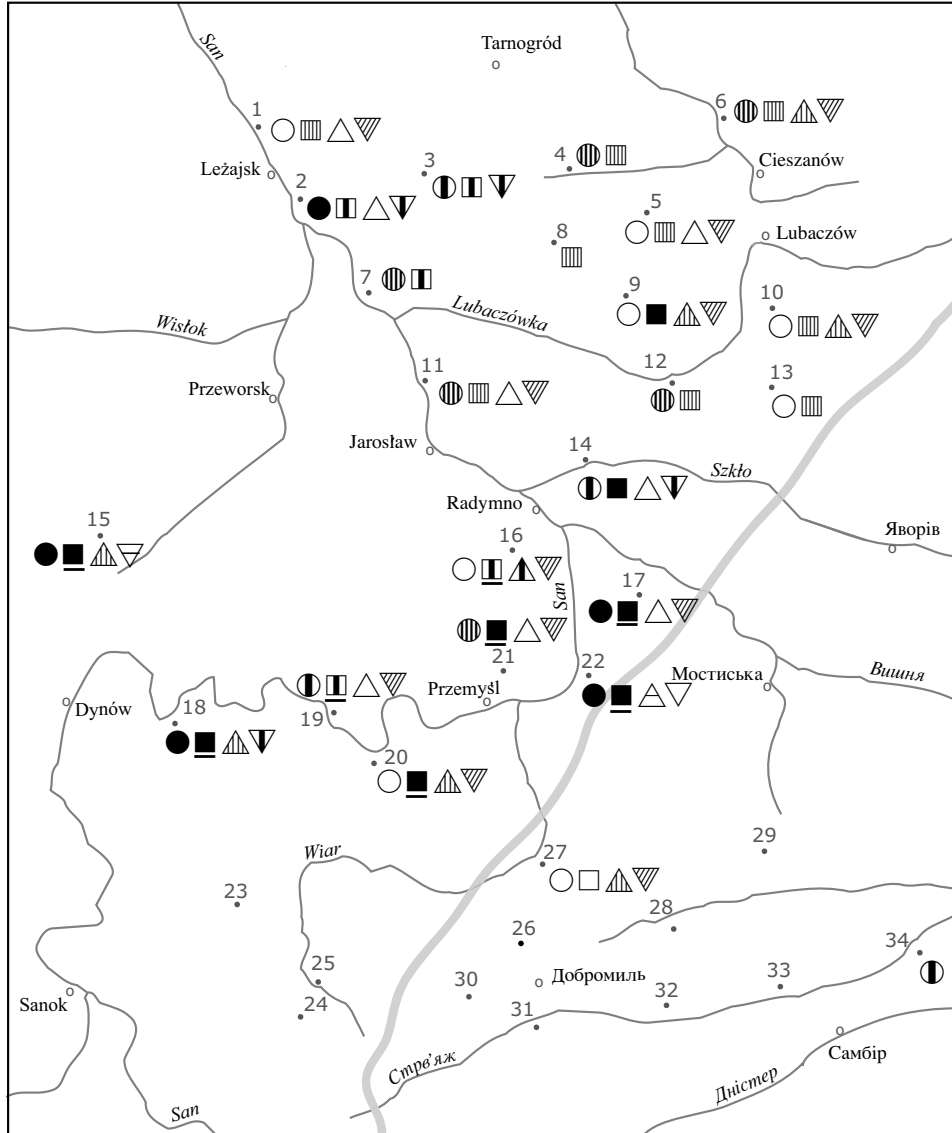 San
Tarnogród
1
6
Leżajsk
2
3
4
Cieszanów
5
8
Lubaczów
7
9
10
Wisłok
Lubaczówka
11
12
13
Przeworsk
Jarosław
14
Szkło
Radymno
15
16
Яворів
San
17
21
22
Przemyśl
Мостиська
Вишня
Dynów
18
19
20
Wiar
27
29
23
28
26
34
25
Добромиль
33
Sanok
24
30
31
32
Самбір
Стрв'яж
Дністер
San